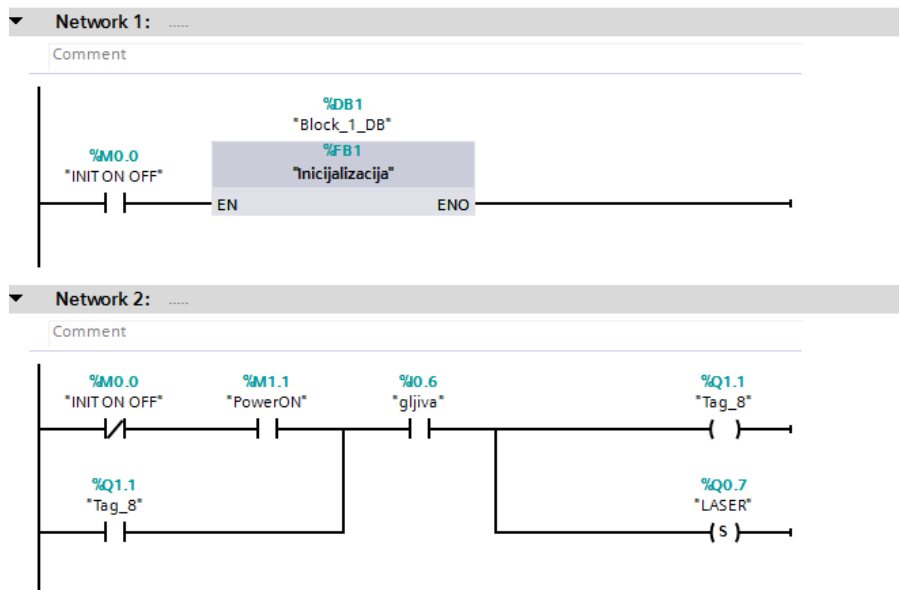 Network 1: .....
Comment
%DB1
"Block_1_DB"
%M0.0
"INIT ON OFF"
%FB1
"Inicijalizacija"
EN
ENO
Network 2: .....
Comment
%M0.0
"INIT ON OFF"
%M1.1
"PowerON"
%I0.6
"gljiva"
%Q1.1
"Tag_8"
%Q1.1
"Tag_8"
%Q0.7
"LASER"
S